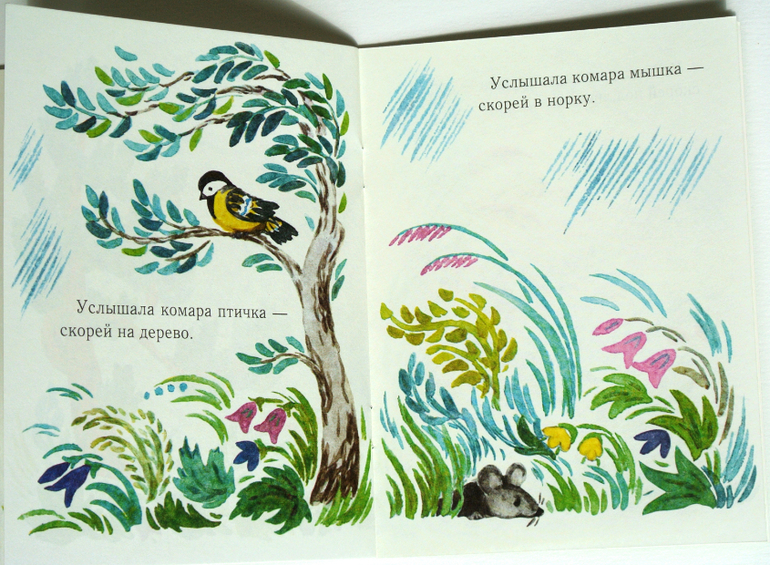 Услышала комара птичка —
скорей на дерево.
Услышала комара мышка —
скорей в норку.